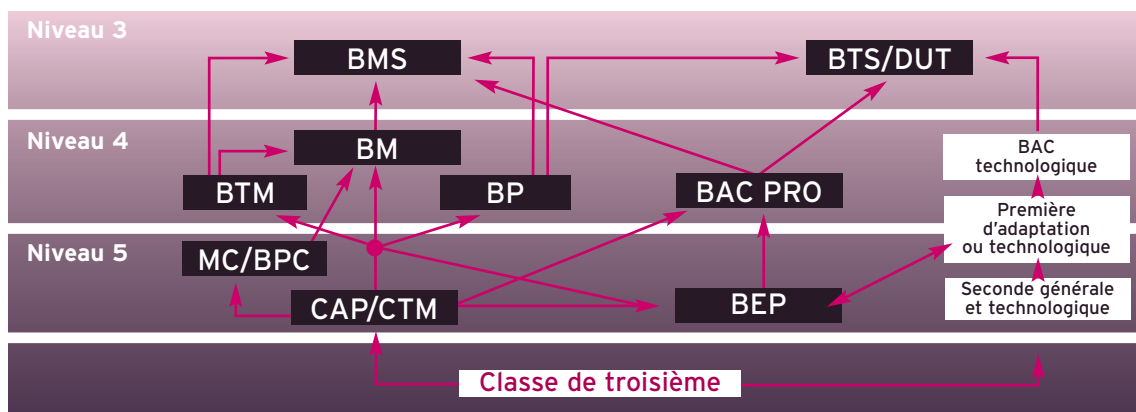 Niveau 3
BMS
BTS/DUT
Niveau 4
BM
BTM
BP
BAC PRO
BAC
technologique
Première
d'adaptation
ou technologique
Niveau 5
MC/BPC
CAP/CTM
BEP
Seconde générale
et technologique
Classe de troisième